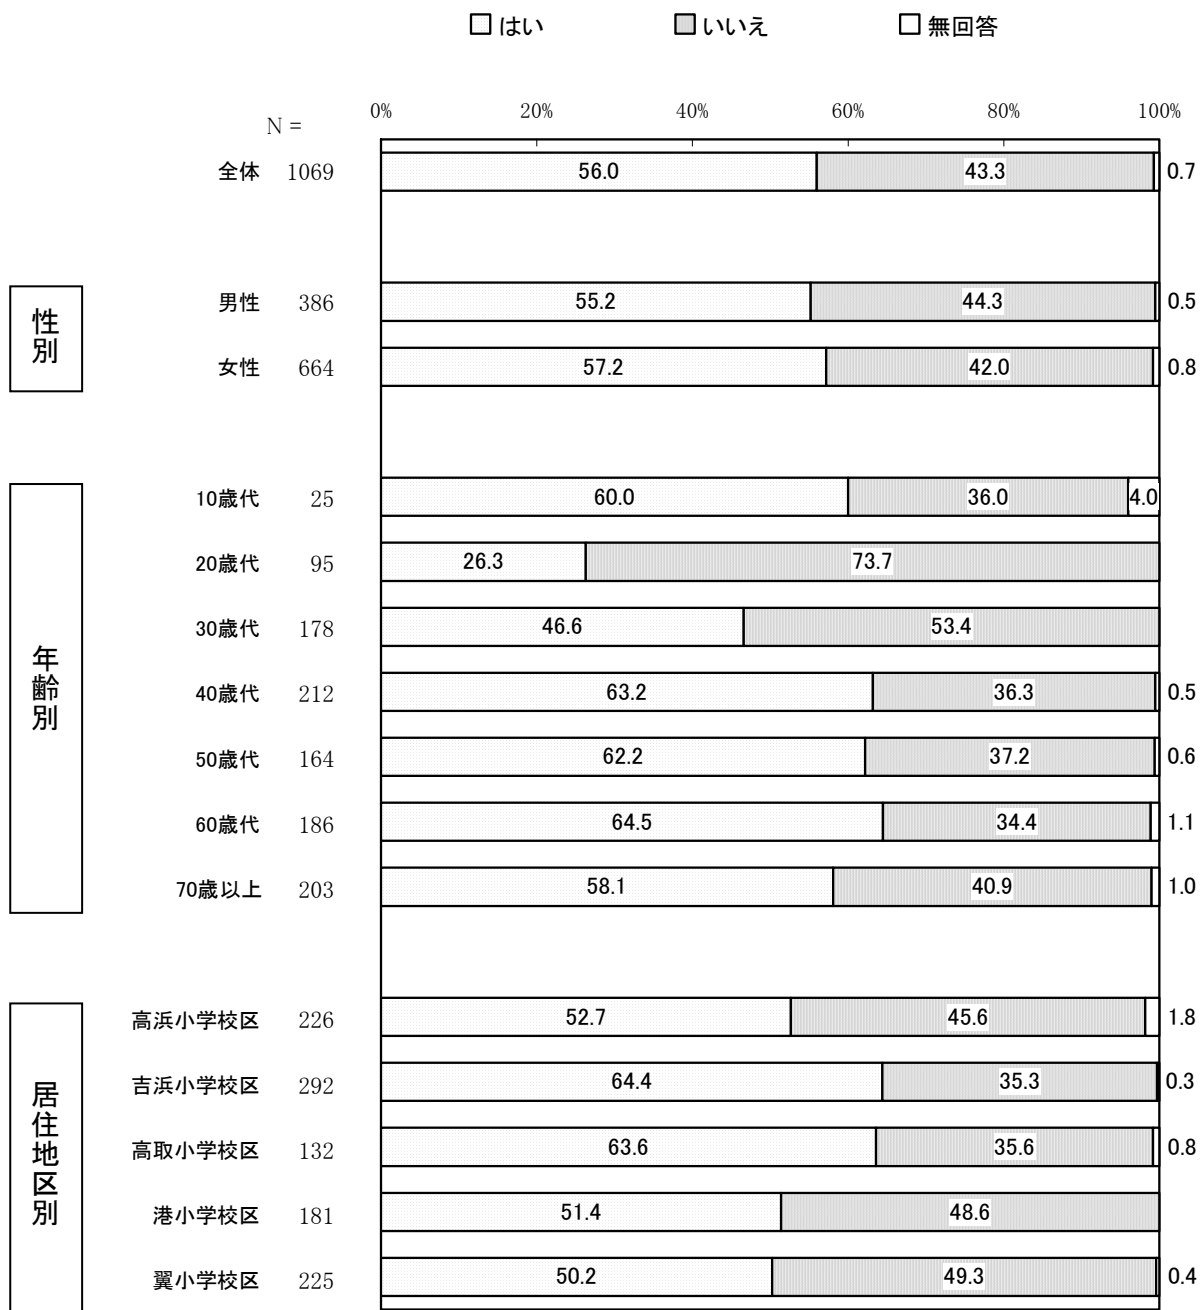 はい いいえ 無回答
0% 20% 40% 60% 80% 100%
N =
全体 1069 56.0 43.3 0.7
性別
男性 386 55.2 44.3 0.5
女性 664 57.2 42.0 0.8
年齢別
10歳代 25 60.0 36.0 4.0
20歳代 95 26.3 73.7
30歳代 178 46.6 53.4
40歳代 212 63.2 36.3 0.5
50歳代 164 62.2 37.2 0.6
60歳代 186 64.5 34.4 1.1
70歳以上 203 58.1 40.9 1.0
居住地区別
高浜小学校区 226 52.7 45.6 1.8
吉浜小学校区 292 64.4 35.3 0.3
高取小学校区 132 63.6 35.6 0.8
港小学校区 181 51.4 48.6
翼小学校区 225 50.2 49.3 0.4